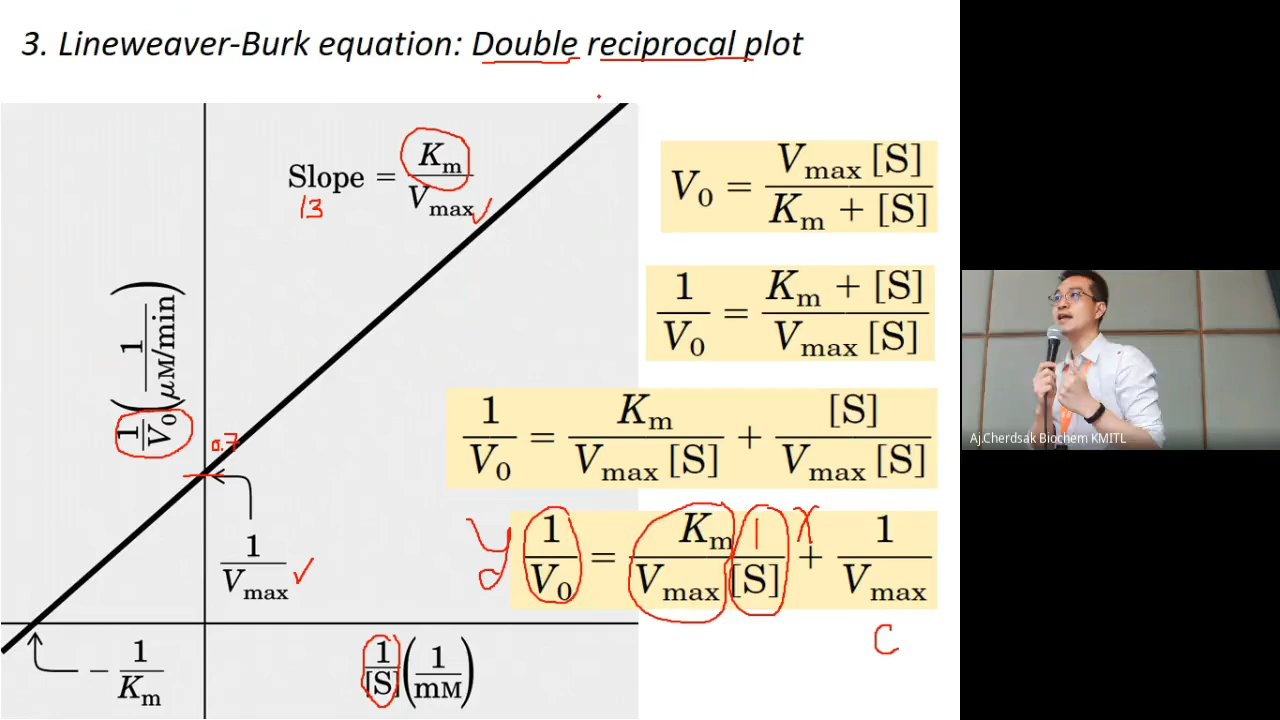 3. Lineweaver-Burk equation: Double reciprocal plot
Slope = Km / Vmax
13
1/V0 (1 / μM/min)
0.7
1/Vmax
− 1/Km
1/[S] (1/mM)
V0 = Vmax [S] / Km + [S]
1/V0 = Km + [S] / Vmax [S]
1/V0 = Km / Vmax [S] + [S] / Vmax [S]
y 1/V0 = Km / Vmax 1 / [S] x + 1 / Vmax
C
Aj.Cherdsak Biochem KMITL